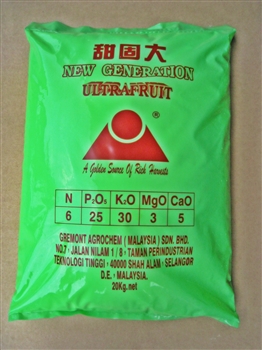 甜固大
NEW GENERATION
ULTRAFRUIT
®
A Golden Source Of Rich Harvests
N P₂O₅ K₂O MgO CaO
6 25 30 3 5
GREMONT AGROCHEM (MALAYSIA) SDN. BHD.
NO.7 · JALAN NILAM 1/8 · TAMAN PERINDUSTRIAN
TEKNOLOGI TINGGI · 40000 SHAH ALAM · SELANGOR
D.E. · MALAYSIA.
20Kg.net